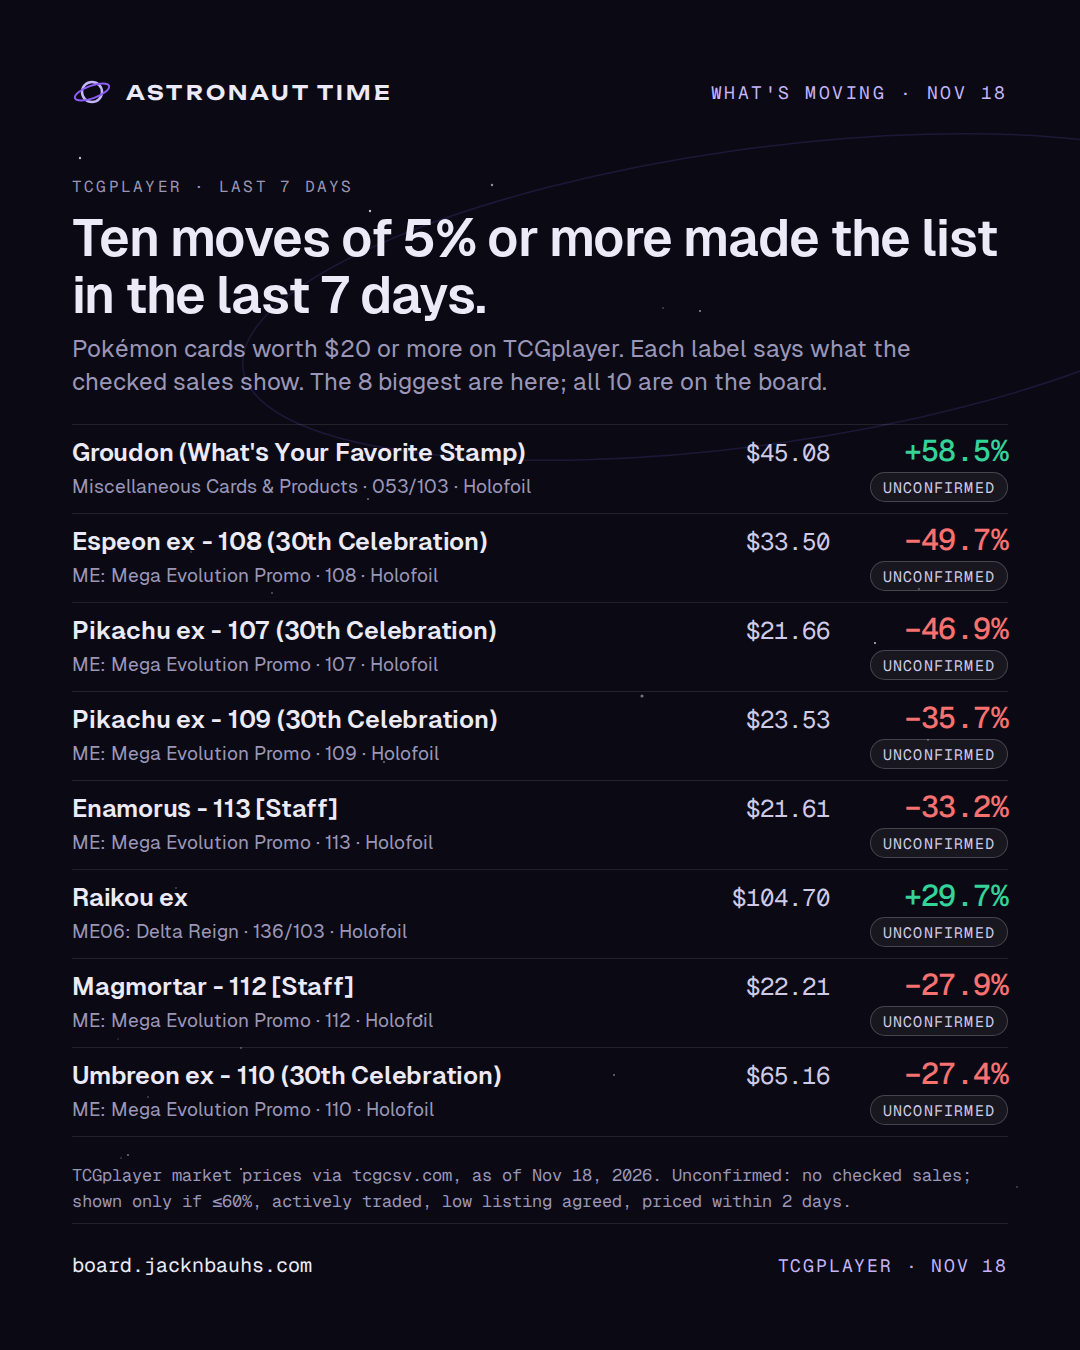 ASTRONAUT TIME
WHAT'S MOVING · NOV 18
TCGPLAYER · LAST 7 DAYS
Ten moves of 5% or more made the list
in the last 7 days.
Pokémon cards worth $20 or more on TCGplayer. Each label says what the
checked sales show. The 8 biggest are here; all 10 are on the board.
Groudon (What's Your Favorite Stamp) $45.08 +58.5%
Miscellaneous Cards & Products · 053/103 · Holofoil UNCONFIRMED
Espeon ex - 108 (30th Celebration) $33.50 −49.7%
ME: Mega Evolution Promo · 108 · Holofoil UNCONFIRMED
Pikachu ex - 107 (30th Celebration) $21.66 −46.9%
ME: Mega Evolution Promo · 107 · Holofoil UNCONFIRMED
Pikachu ex - 109 (30th Celebration) $23.53 −35.7%
ME: Mega Evolution Promo · 109 · Holofoil UNCONFIRMED
Enamorus - 113 [Staff] $21.61 −33.2%
ME: Mega Evolution Promo · 113 · Holofoil UNCONFIRMED
Raikou ex $104.70 +29.7%
ME06: Delta Reign · 136/103 · Holofoil UNCONFIRMED
Magmortar - 112 [Staff] $22.21 −27.9%
ME: Mega Evolution Promo · 112 · Holofoil UNCONFIRMED
Umbreon ex - 110 (30th Celebration) $65.16 −27.4%
ME: Mega Evolution Promo · 110 · Holofoil UNCONFIRMED
TCGplayer market prices via tcgcsv.com, as of Nov 18, 2026. Unconfirmed: no checked sales;
shown only if ≤60%, actively traded, low listing agreed, priced within 2 days.
board.jacknbauhs.com
TCGPLAYER · NOV 18